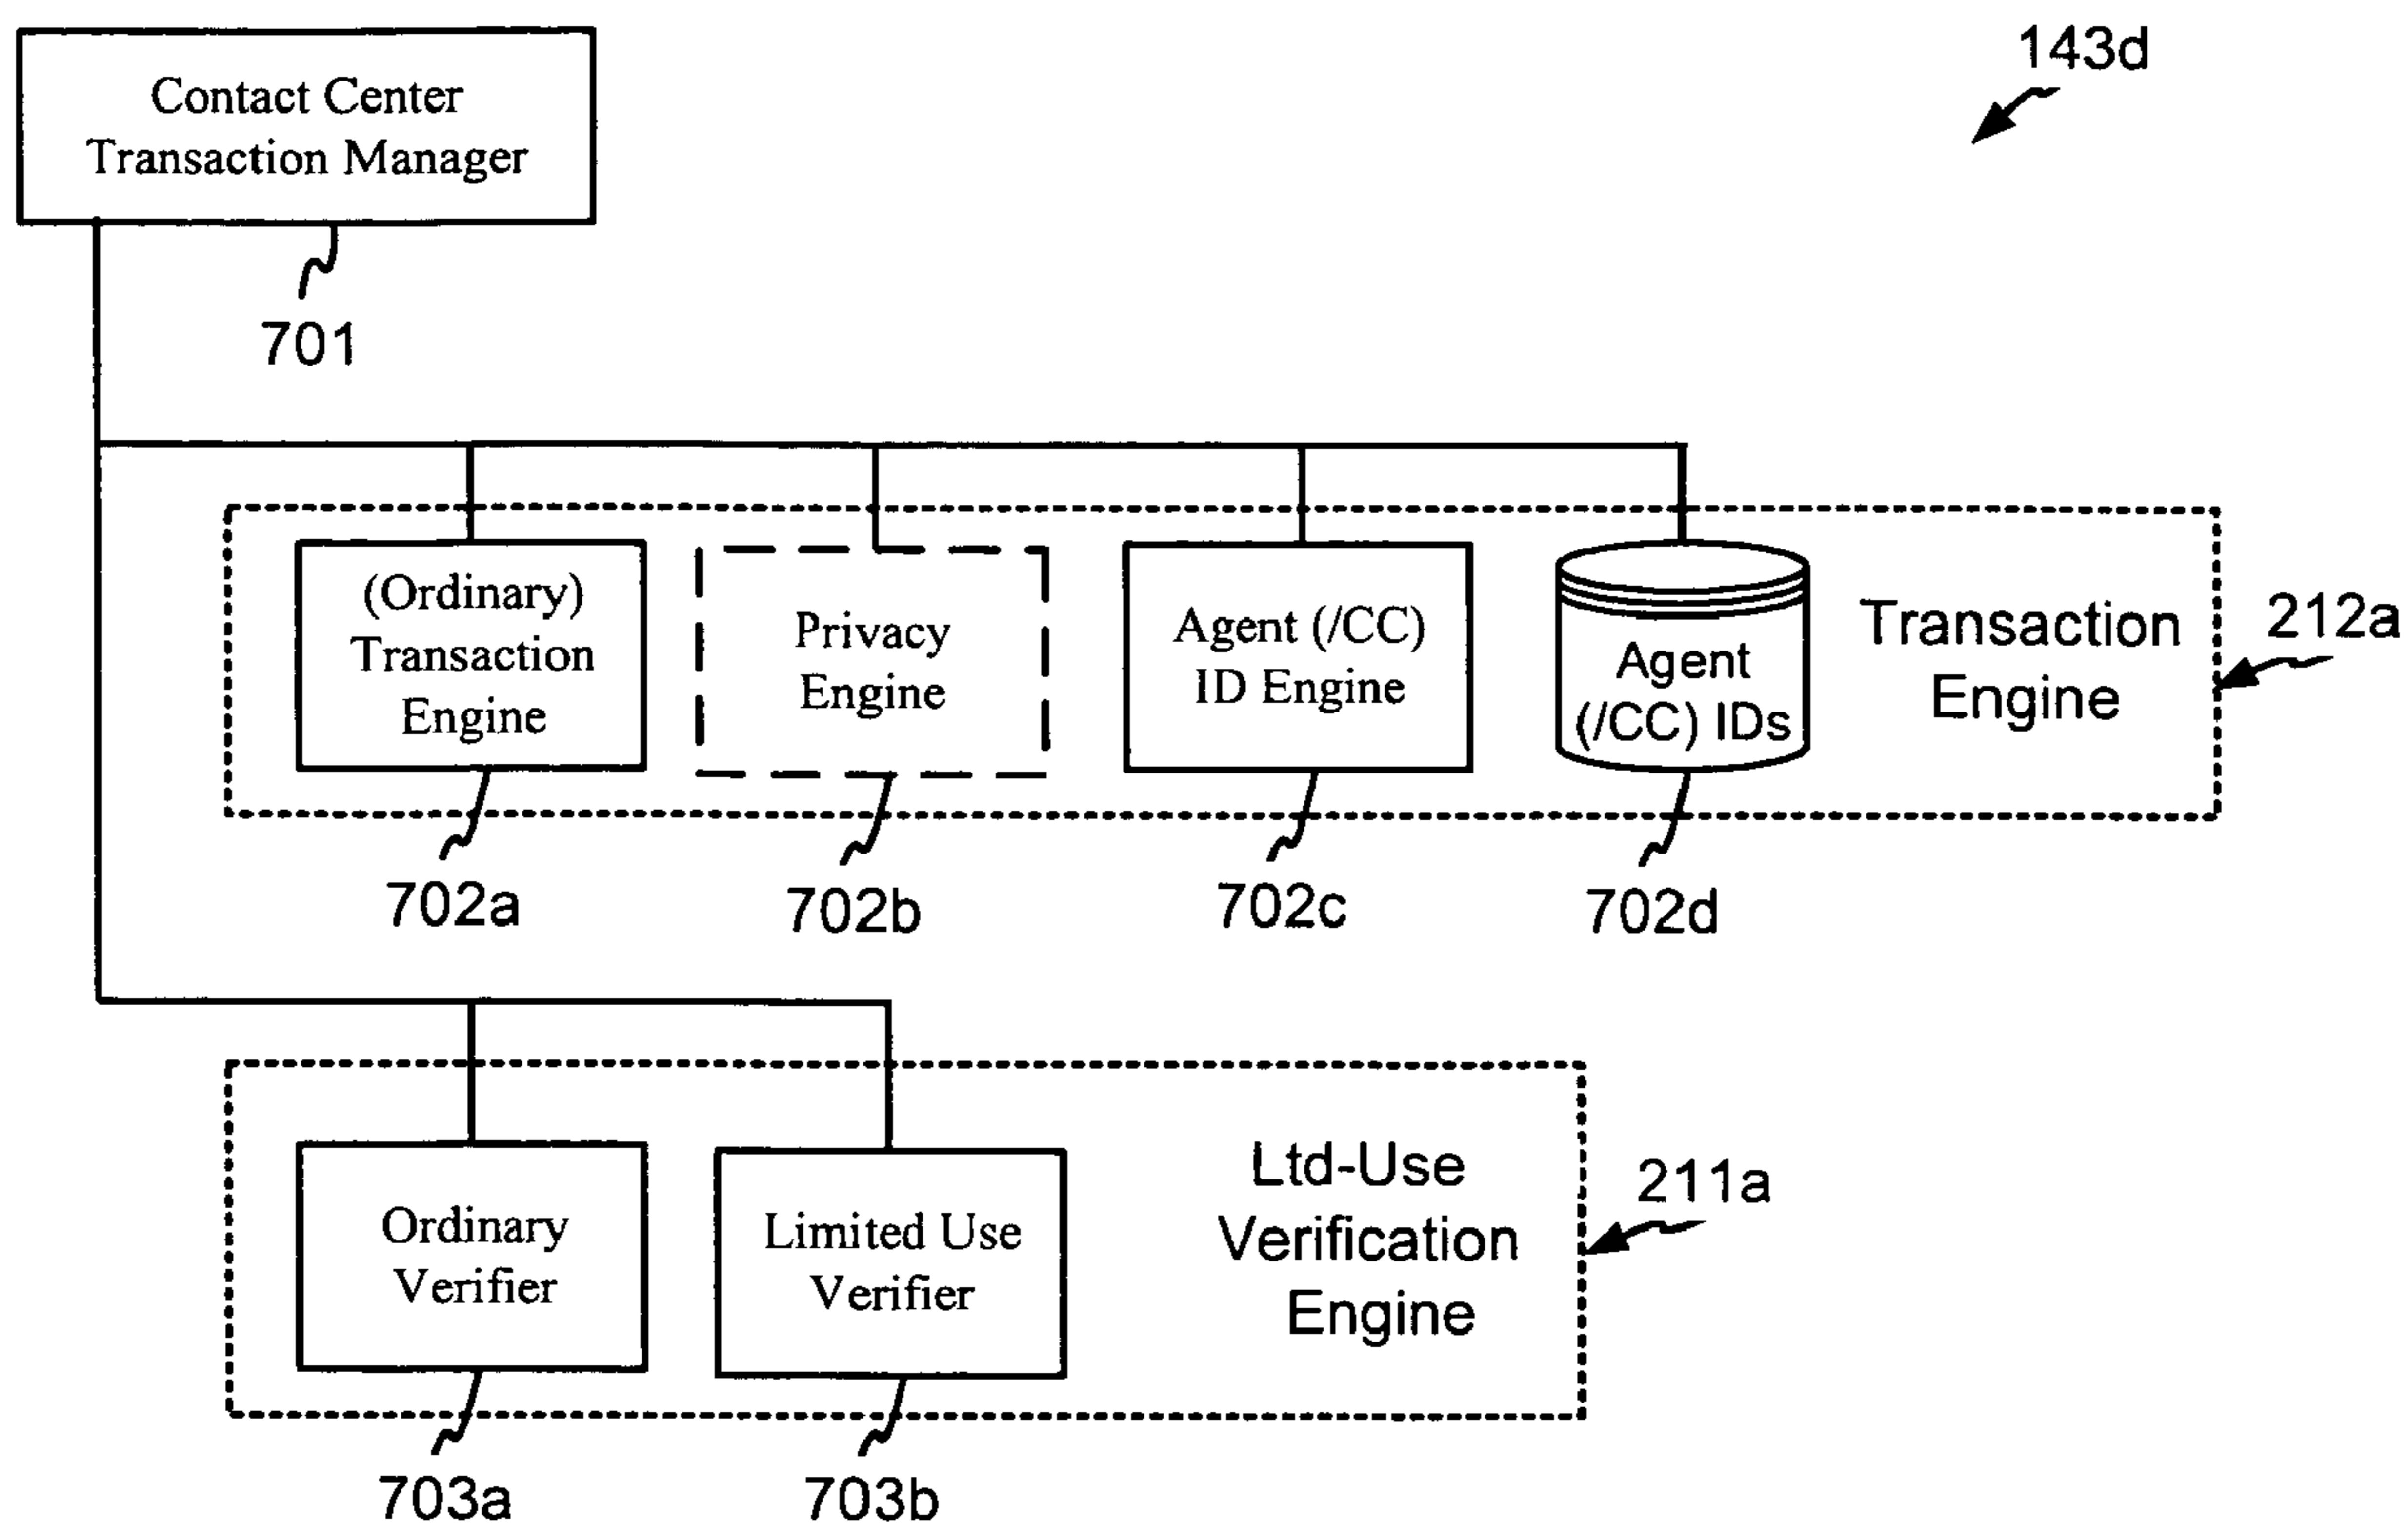 143d
Contact Center
Transaction Manager
701
(Ordinary)
Transaction
Engine
Privacy
Engine
Agent (/CC)
ID Engine
Agent
(/CC) IDs
Transaction
Engine
212a
702a
702b
702c
702d
Ordinary
Verifier
Limited Use
Verifier
Ltd-Use
Verification
Engine
211a
703a
703b